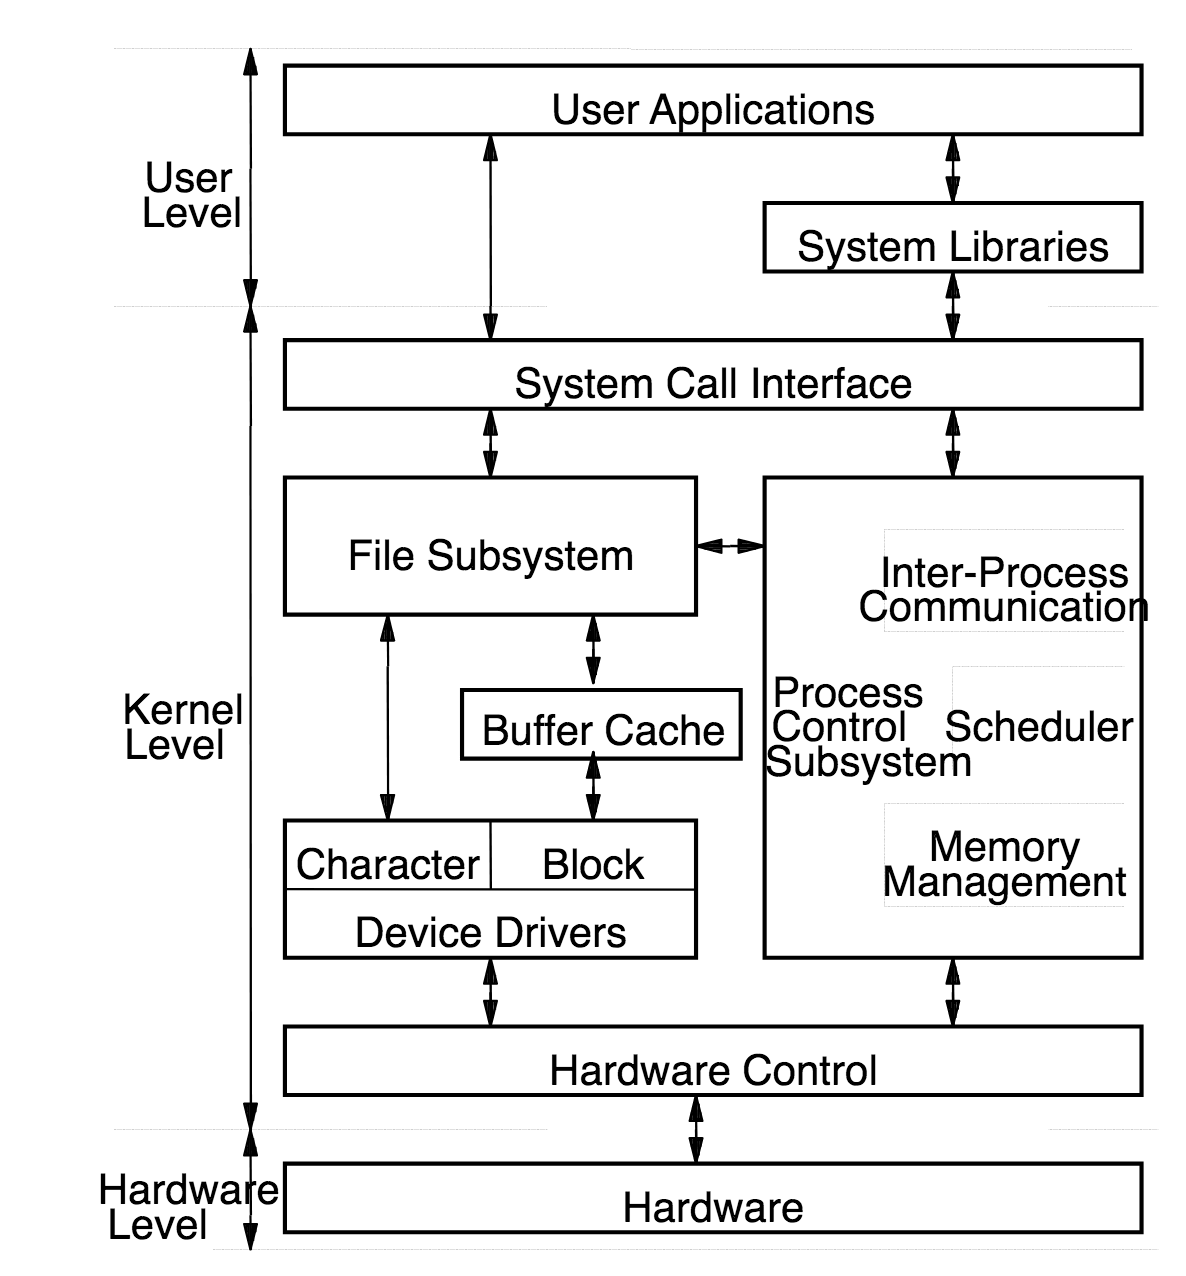 User Applications
User
Level
System Libraries
System Call Interface
File Subsystem
Inter-Process
Communication
Kernel
Level
Buffer Cache
Process
Control
Subsystem
Scheduler
Character
Block
Memory
Management
Device Drivers
Hardware Control
Hardware
Level
Hardware